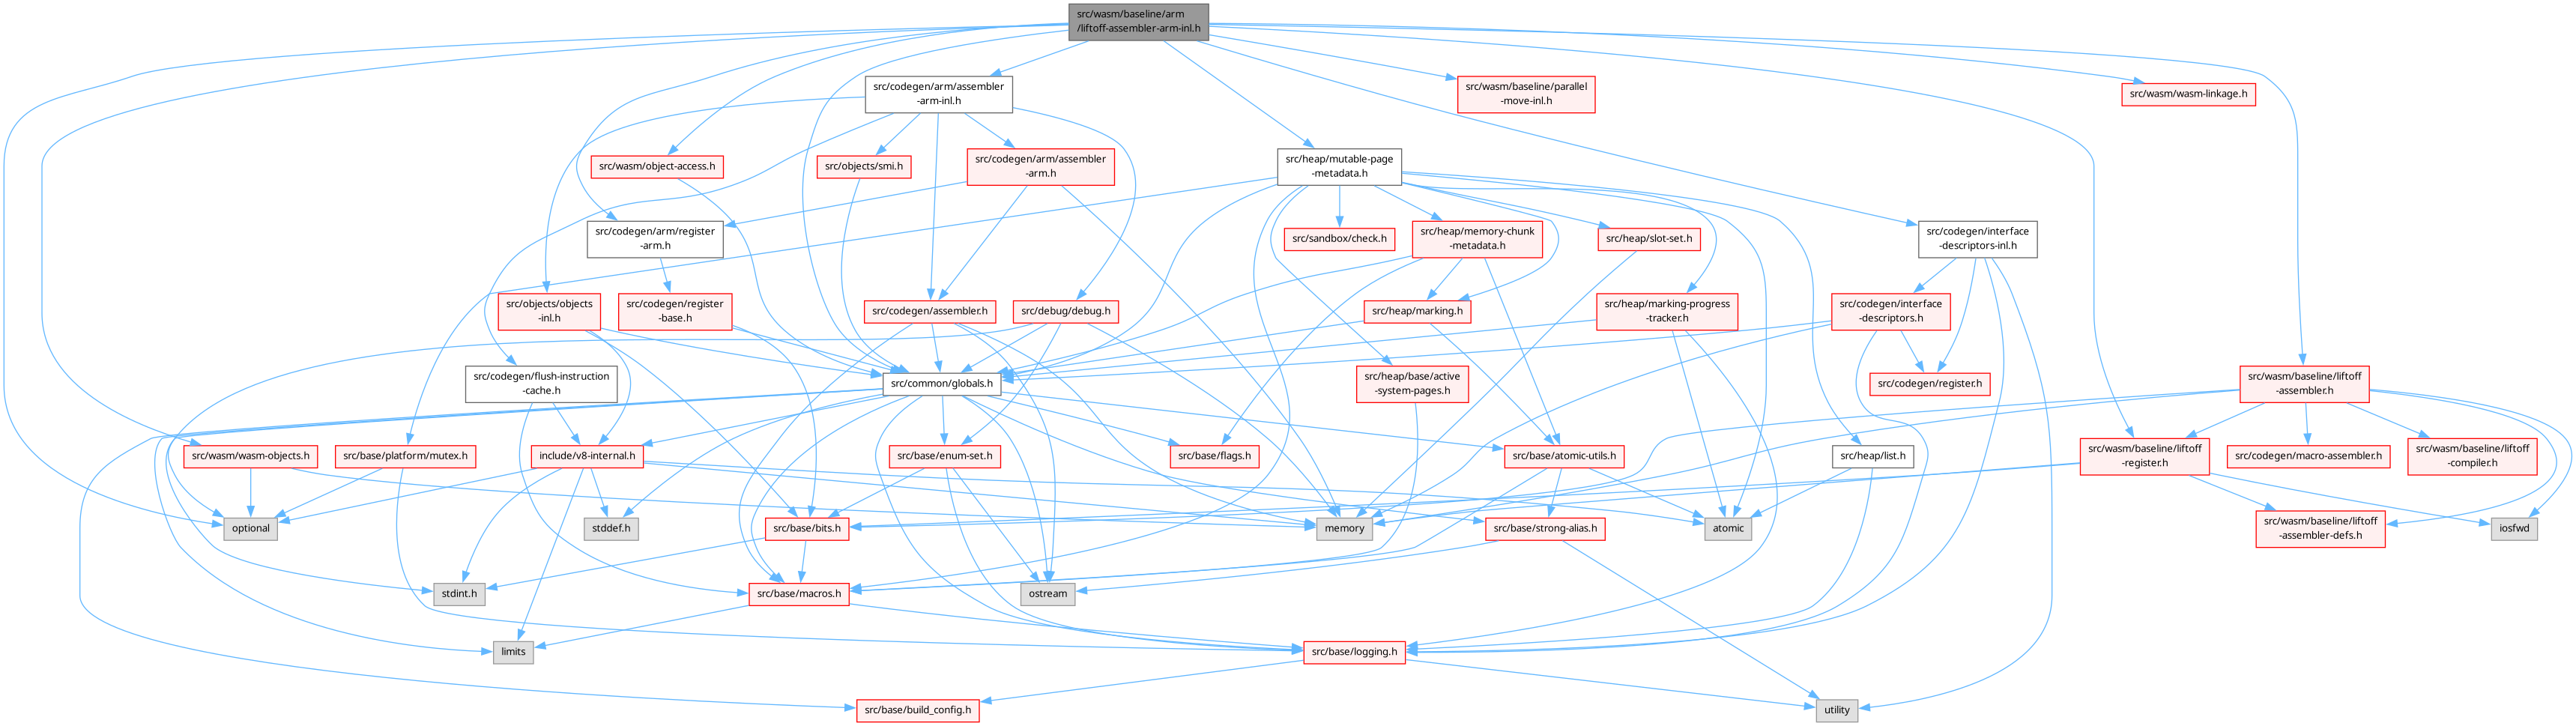 src/wasm/baseline/arm
/liftoff-assembler-arm-inl.h
src/codegen/arm/assembler
-arm-inl.h
src/wasm/baseline/parallel
-move-inl.h
src/wasm/wasm-linkage.h
src/wasm/object-access.h
src/objects/smi.h
src/codegen/arm/assembler
-arm.h
src/heap/mutable-page
-metadata.h
src/codegen/arm/register
-arm.h
src/sandbox/check.h
src/heap/memory-chunk
-metadata.h
src/heap/slot-set.h
src/codegen/interface
-descriptors-inl.h
src/objects/objects
-inl.h
src/codegen/register
-base.h
src/codegen/assembler.h
src/debug/debug.h
src/heap/marking.h
src/heap/marking-progress
-tracker.h
src/codegen/interface
-descriptors.h
src/codegen/flush-instruction
-cache.h
src/common/globals.h
src/heap/base/active
-system-pages.h
src/codegen/register.h
src/wasm/baseline/liftoff
-assembler.h
src/wasm/wasm-objects.h
src/base/platform/mutex.h
include/v8-internal.h
src/base/enum-set.h
src/base/flags.h
src/base/atomic-utils.h
src/heap/list.h
src/wasm/baseline/liftoff
-register.h
src/codegen/macro-assembler.h
src/wasm/baseline/liftoff
-compiler.h
optional
stddef.h
src/base/bits.h
memory
src/base/strong-alias.h
atomic
src/wasm/baseline/liftoff
-assembler-defs.h
iosfwd
stdint.h
src/base/macros.h
ostream
limits
src/base/logging.h
src/base/build_config.h
utility